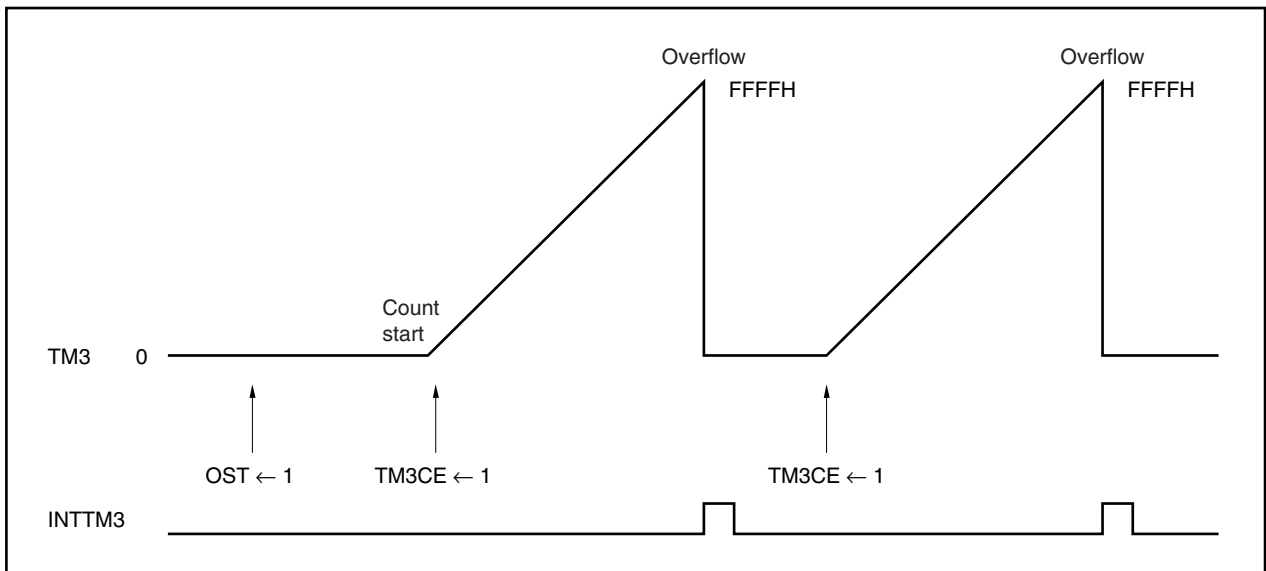 Overflow
Overflow
FFFFH
FFFFH
Count
start
TM3 0
OST ← 1
TM3CE ← 1
TM3CE ← 1
INTTM3